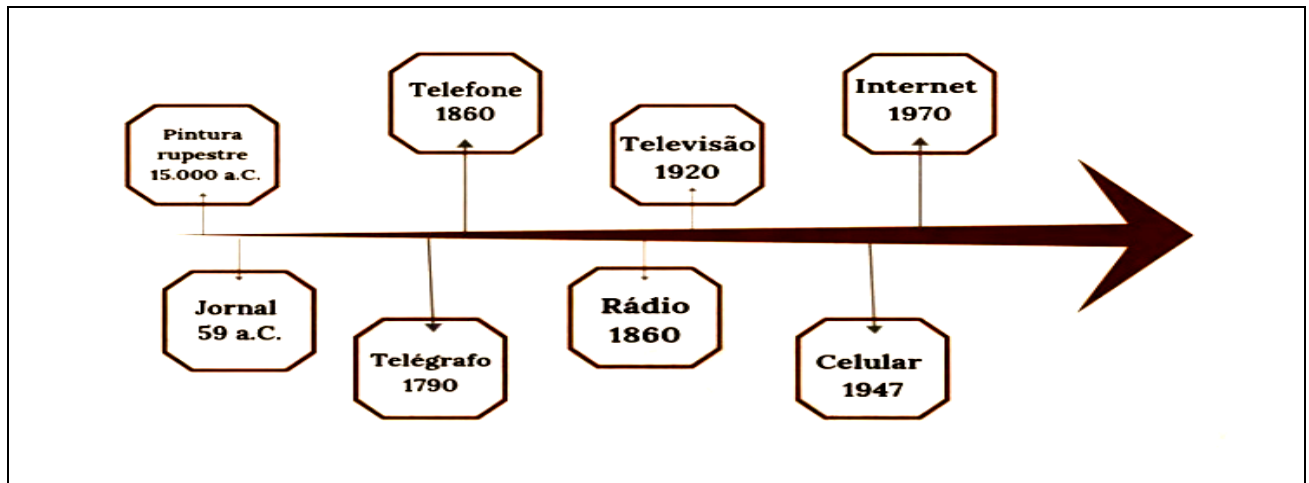 Pintura
rupestre
15.000 a.C.
Jornal
59 a.C.
Telégrafo
1790
Telefone
1860
Rádio
1860
Televisão
1920
Celular
1947
Internet
1970